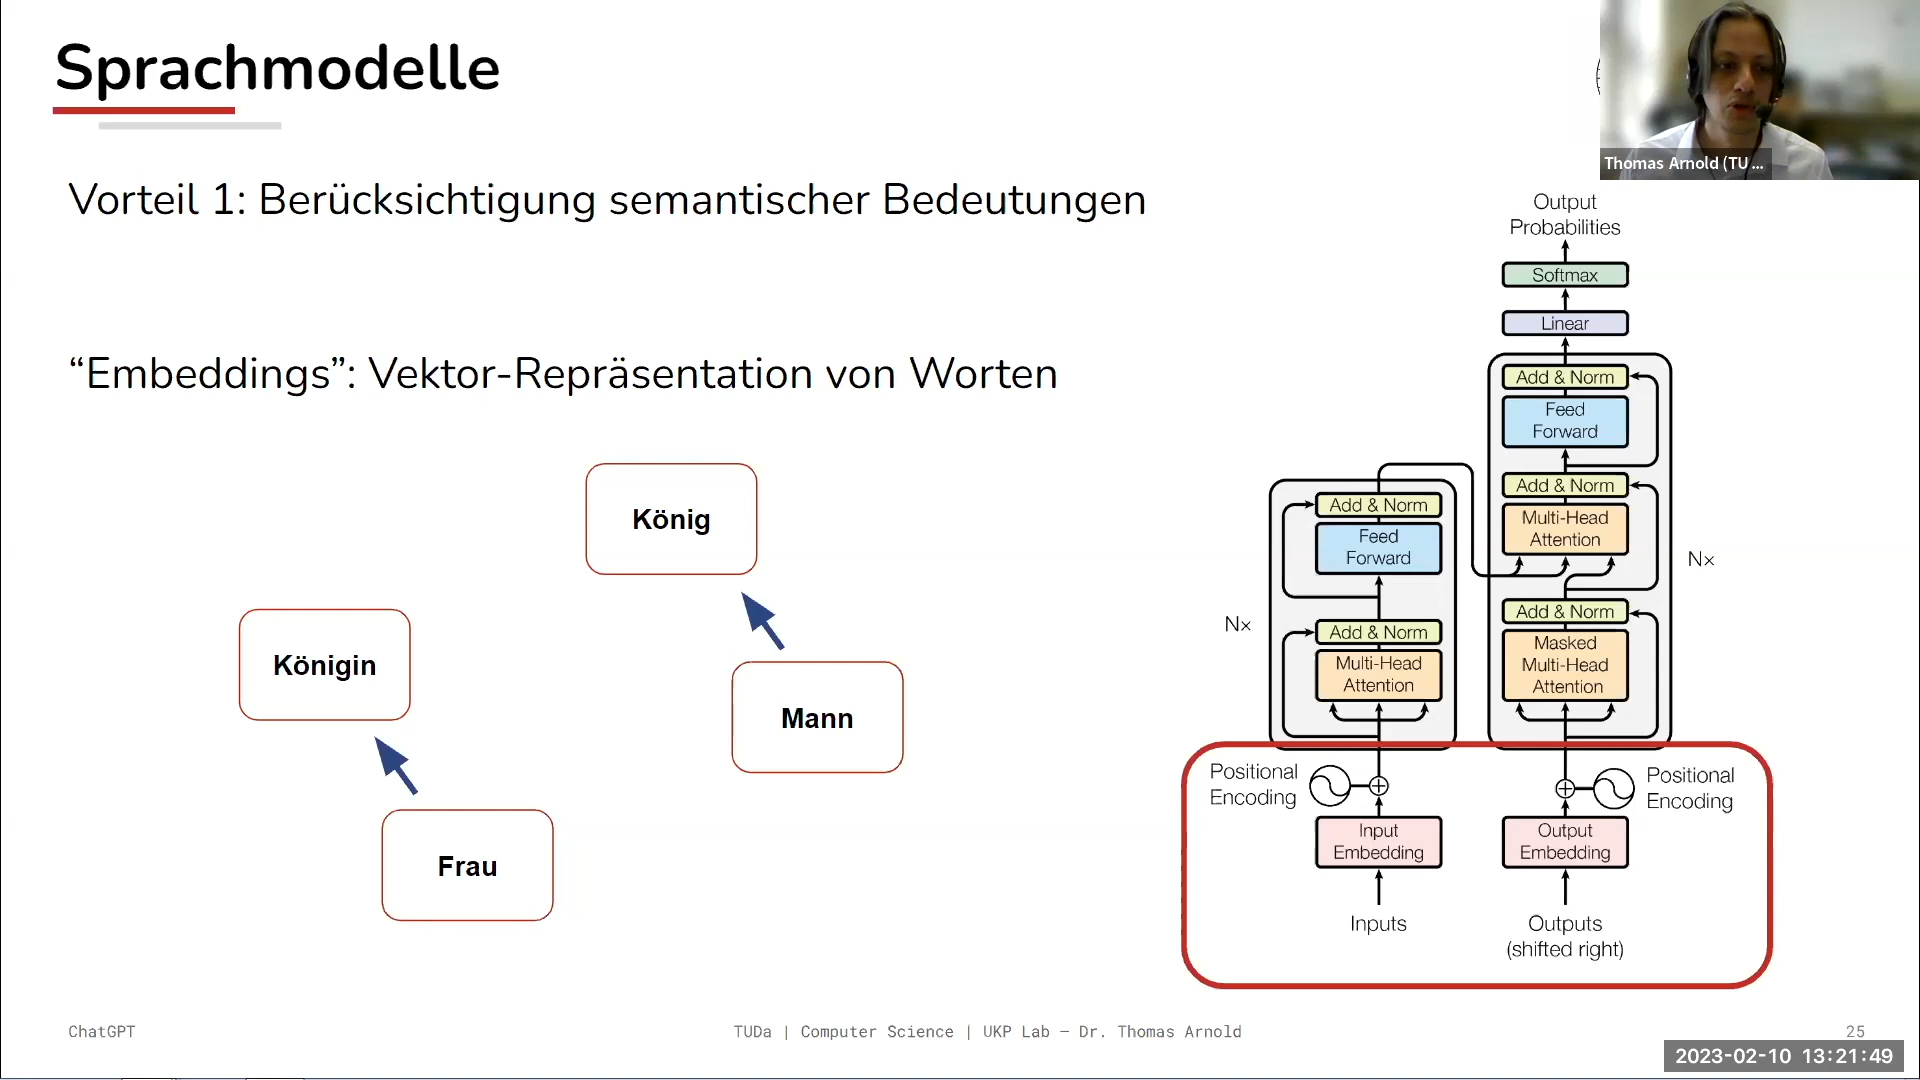 Sprachmodelle
Thomas Arnold (TU ...
Vorteil 1: Berücksichtigung semantischer Bedeutungen
“Embeddings”: Vektor-Repräsentation von Worten
König
Königin
Mann
Frau
Output
Probabilities
Softmax
Linear
Add & Norm
Feed
Forward
Add & Norm
Multi-Head
Attention
Nx
Add & Norm
Masked
Multi-Head
Attention
Add & Norm
Feed
Forward
Nx
Add & Norm
Multi-Head
Attention
Positional
Encoding
Positional
Encoding
Input
Embedding
Output
Embedding
Inputs
Outputs
(shifted right)
ChatGPT
TUDa | Computer Science | UKP Lab – Dr. Thomas Arnold
25
2023-02-10 13:21:49